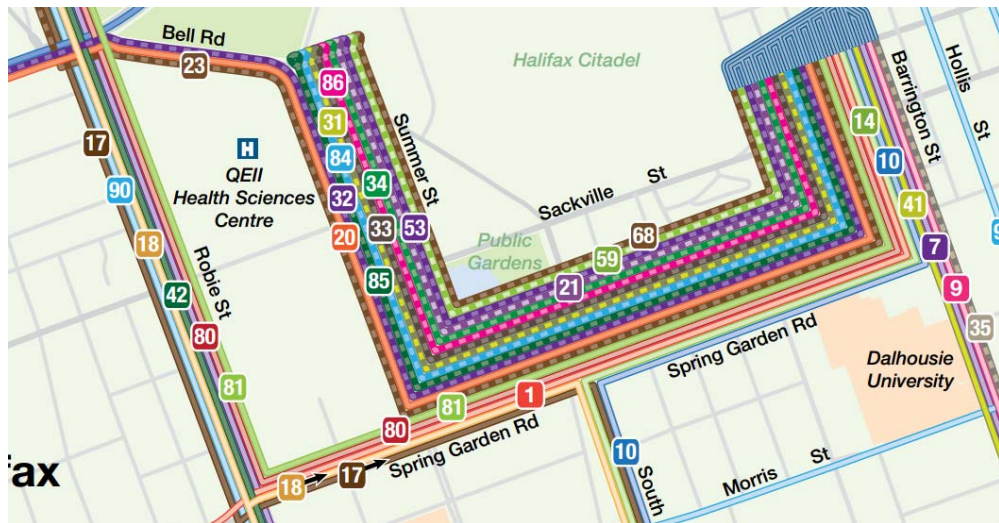 Bell Rd
23
Halifax Citadel
Hollis St
Barrington St
86
31
14
17
Summer St
10
H
QEII
Health Sciences
Centre
84
90
34
Sackville St
41
32
53
68
18
20
33
Public
Gardens
59
7
9
Robie St
42
85
21
9
35
80
Spring Garden Rd
Dalhousie
University
81
1
81
80
Spring Garden Rd
10
South
Morris St
fax
18
17